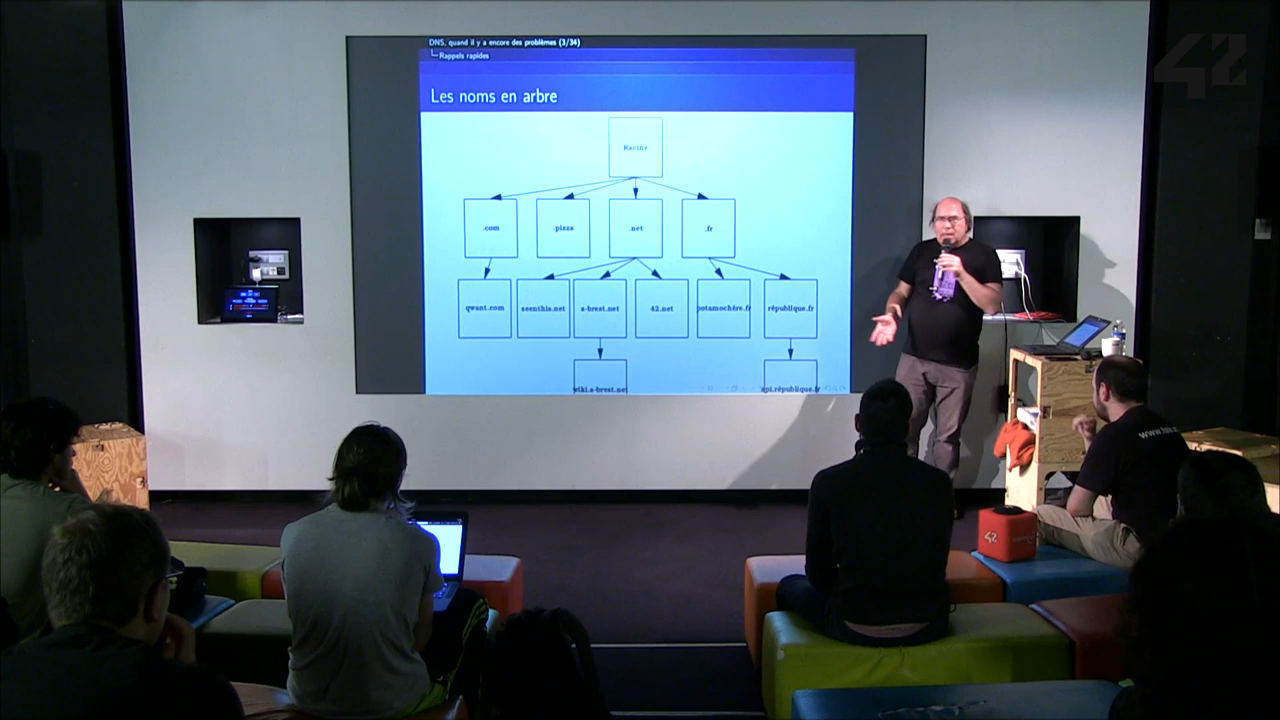 DNS, quand il y a encore des problèmes (3/34)
Rappels rapides
Les noms en arbre
Racine
.com
.pizza
.net
.fr
qwant.com
seenthis.net
a-brest.net
42.net
potamochère.fr
république.fr
wiki.a-brest.net
api.république.fr
42
42
www.